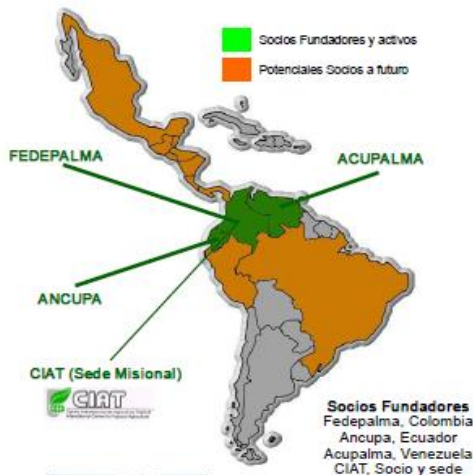 Socios Fundadores y activos
Potenciales Socios a futuro
FEDEPALMA
ACUPALMA
ANCUPA
CIAT (Sede Misional)
CIAT
Socios Fundadores
Fedepalma, Colombia
Ancupa, Ecuador
Acupalma, Venezuela
CIAT, Socio y sede